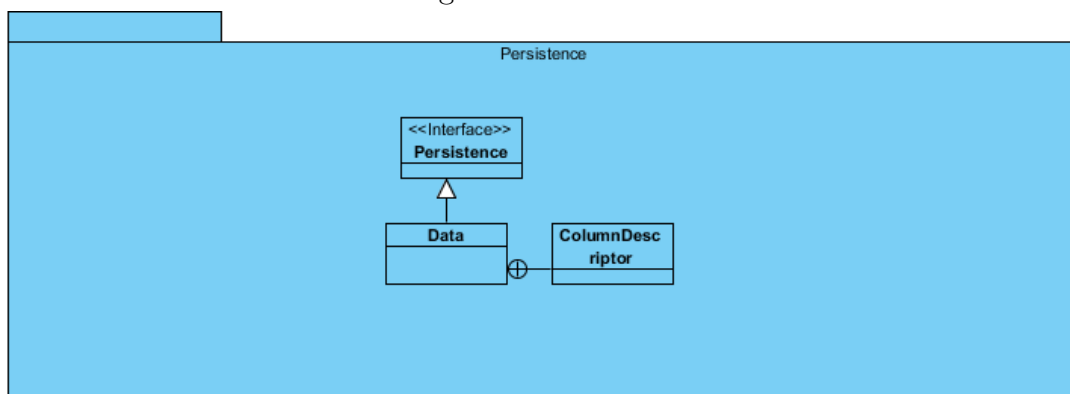 Persistence
<<Interface>>
Persistence
Data
ColumnDesc
riptor